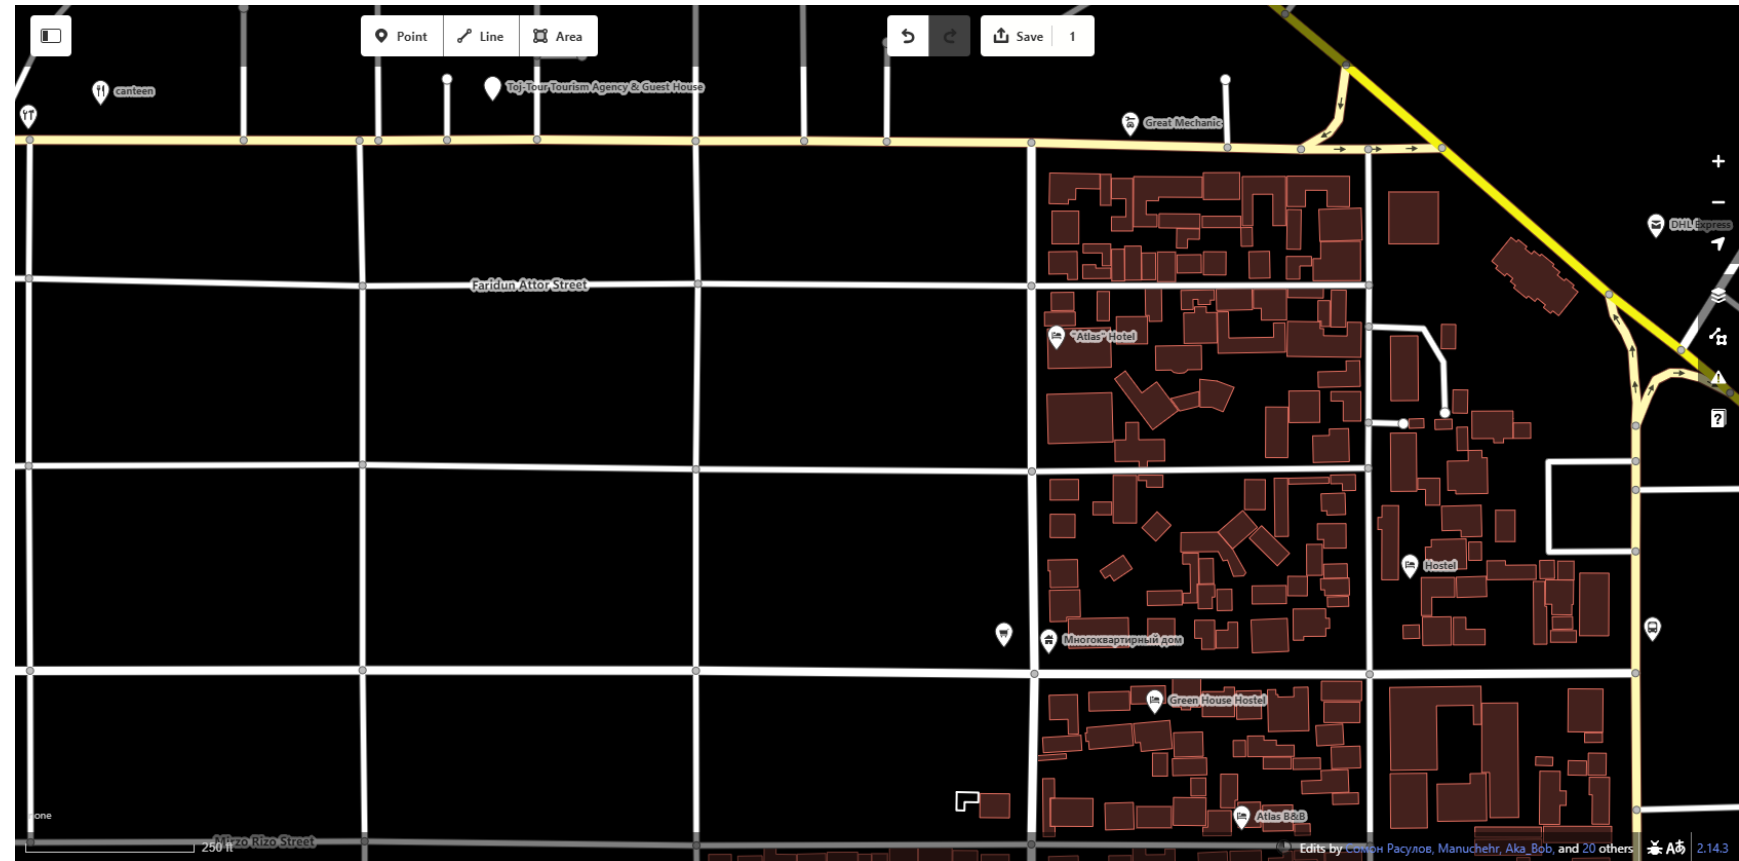 Point
Line
Area
Save
1
canteen
Toj-Tour Tourism Agency & Guest House
Great Mechanic
DHL Express
Faridun Attor Street
"Atlas" Hotel
Hostel
Многоквартирный дом
Green House Hostel
Atlas B&B
?
Mirzo Rizo Street
250 ft
Edits by Сомон Расулов, Manuchehr, Aka_Bob, and 20 others
Aあ
2.14.3